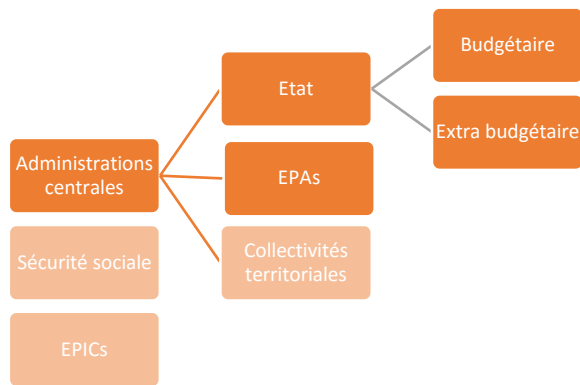 Budgétaire
Etat
Extra budgétaire
Administrations
centrales
EPAs
Sécurité sociale
Collectivités
territoriales
EPICs